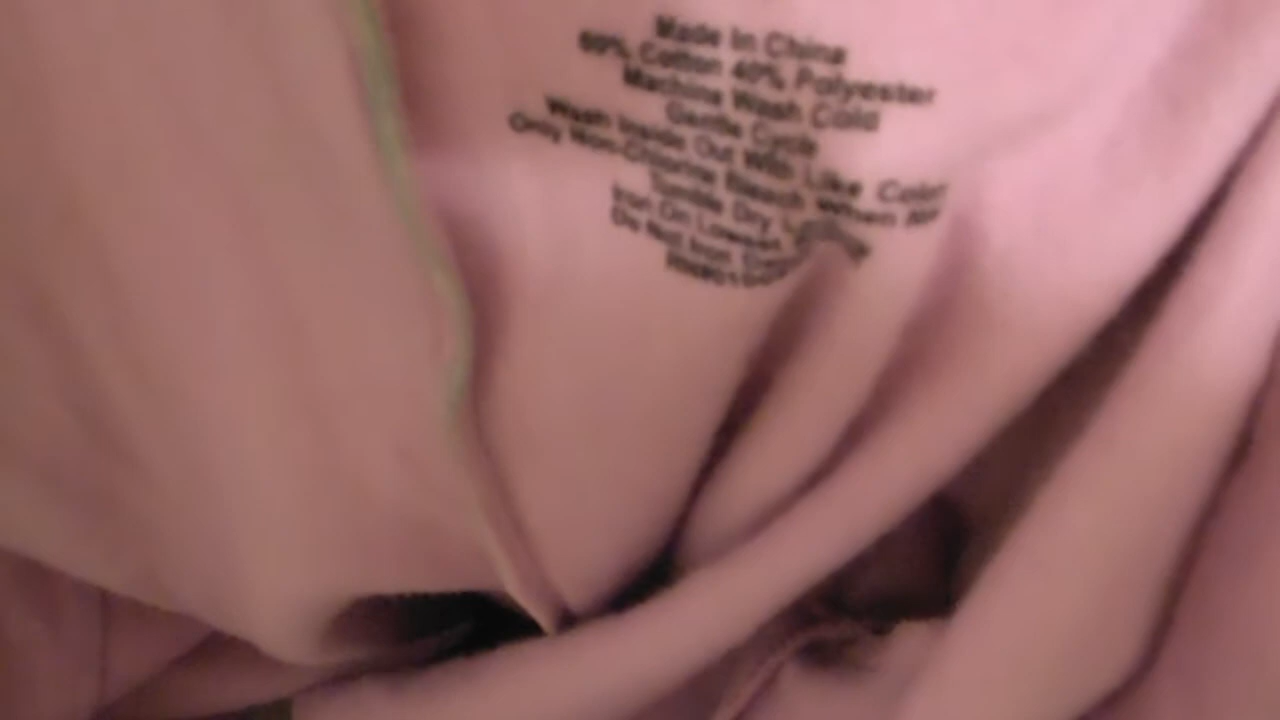 Made In China
60% Cotton 40% Polyester
Machine Wash Cold
Gentle Cycle
Wash Inside Out With Like Color
Only Non-Chlorine Bleach When
Tumble Dry
Iron On Lowest
Do Not Iron